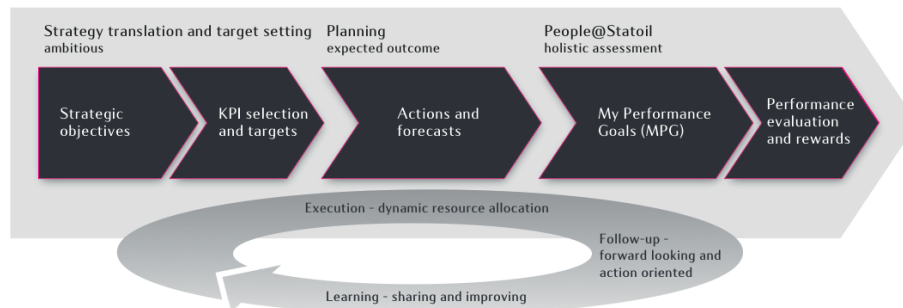 Strategy translation and target setting
ambitious
Planning
expected outcome
People@Statoil
holistic assessment
Strategic
objectives
KPI selection
and targets
Actions and
forecasts
My Performance
Goals (MPG)
Performance
evaluation
and rewards
Execution - dynamic resource allocation
Follow-up -
forward looking and
action oriented
Learning - sharing and improving